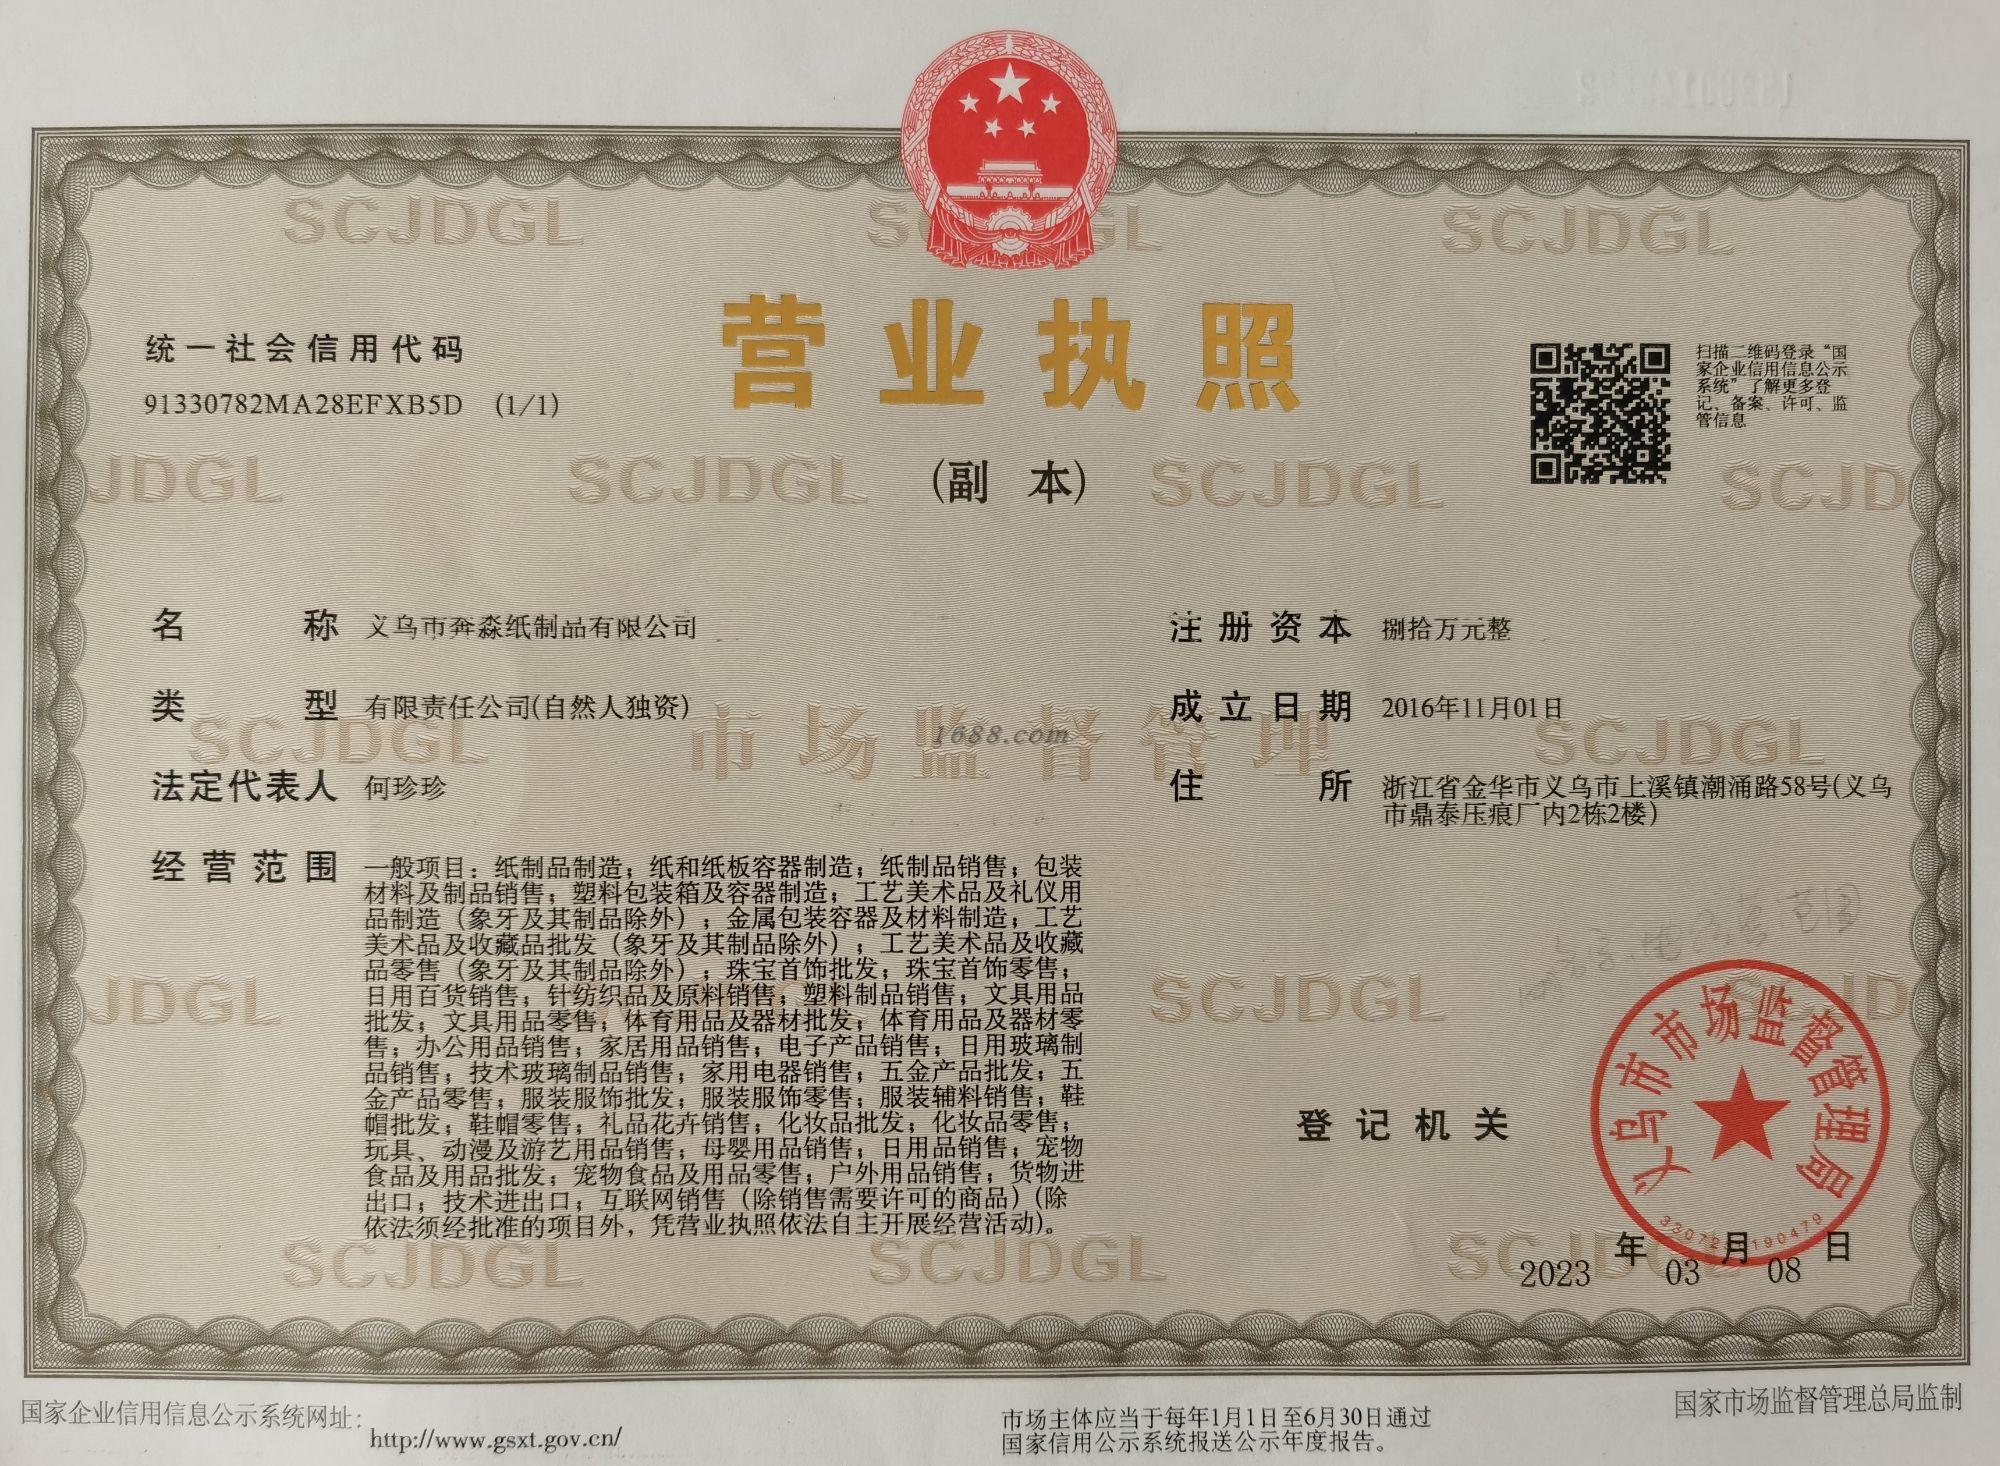 营业执照
(副 本)
统一社会信用代码
91330782MA28EFXB5D (1/1)
扫描二维码登录“国
家企业信用信息公示
系统”了解更多登
记、备案、许可、监
管信息
名称 义乌市奔淼纸制品有限公司
类型 有限责任公司(自然人独资)
法定代表人 何珍珍
经营范围 一般项目：纸制品制造；纸和纸板容器制造；纸制品销售；包装
材料及制品销售；塑料包装箱及容器制造；工艺美术品及礼仪用
品制造（象牙及其制品除外）；金属包装容器及材料制造；工艺
美术品及收藏品批发（象牙及其制品除外）；工艺美术品及收藏
品零售（象牙及其制品除外）；珠宝首饰批发；珠宝首饰零售；
日用百货销售；针纺织品及原料销售；塑料制品销售；文具用品
批发；文具用品零售；体育用品及器材批发；体育用品及器材零
售；办公用品销售；家居用品销售；电子产品销售；日用玻璃制
品销售；技术玻璃制品销售；家用电器销售；五金产品批发；五
金产品零售；服装服饰批发；服装服饰零售；服装辅料销售；鞋
帽批发；鞋帽零售；礼品花卉销售；化妆品批发；化妆品零售；
玩具、动漫及游艺用品销售；母婴用品销售；日用品销售；宠物
食品及用品批发；宠物食品及用品零售；户外用品销售；货物进
出口；技术进出口；互联网销售（除销售需要许可的商品）(除
依法须经批准的项目外，凭营业执照依法自主开展经营活动)。
注册资本 捌拾万元整
成立日期 2016年11月01日
住所 浙江省金华市义乌市上溪镇潮涌路58号(义乌
市鼎泰压痕厂内2栋2楼)
市场监督管理
1688.com
SCJDGL
登记机关
义乌市市场监督管理局
2023年03月08日
国家企业信用信息公示系统网址：
http://www.gsxt.gov.cn/
市场主体应当于每年1月1日至6月30日通过
国家信用公示系统报送公示年度报告。
国家市场监督管理总局监制